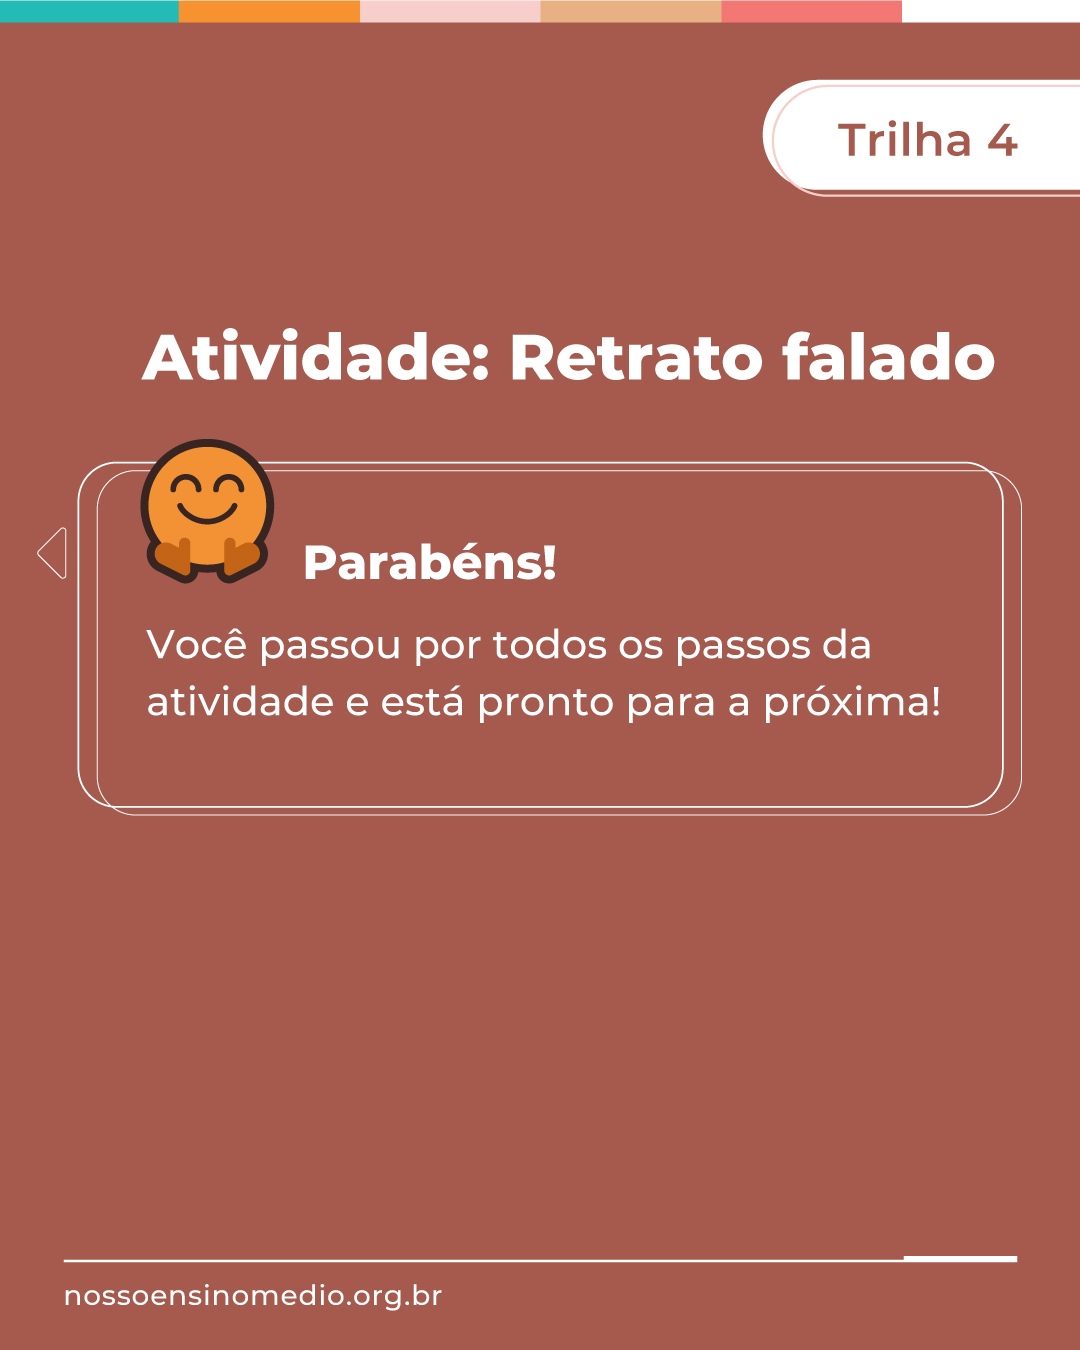 Trilha 4
Atividade: Retrato falado
Parabéns!
Você passou por todos os passos da
atividade e está pronto para a próxima!
nossoensinomedio.org.br